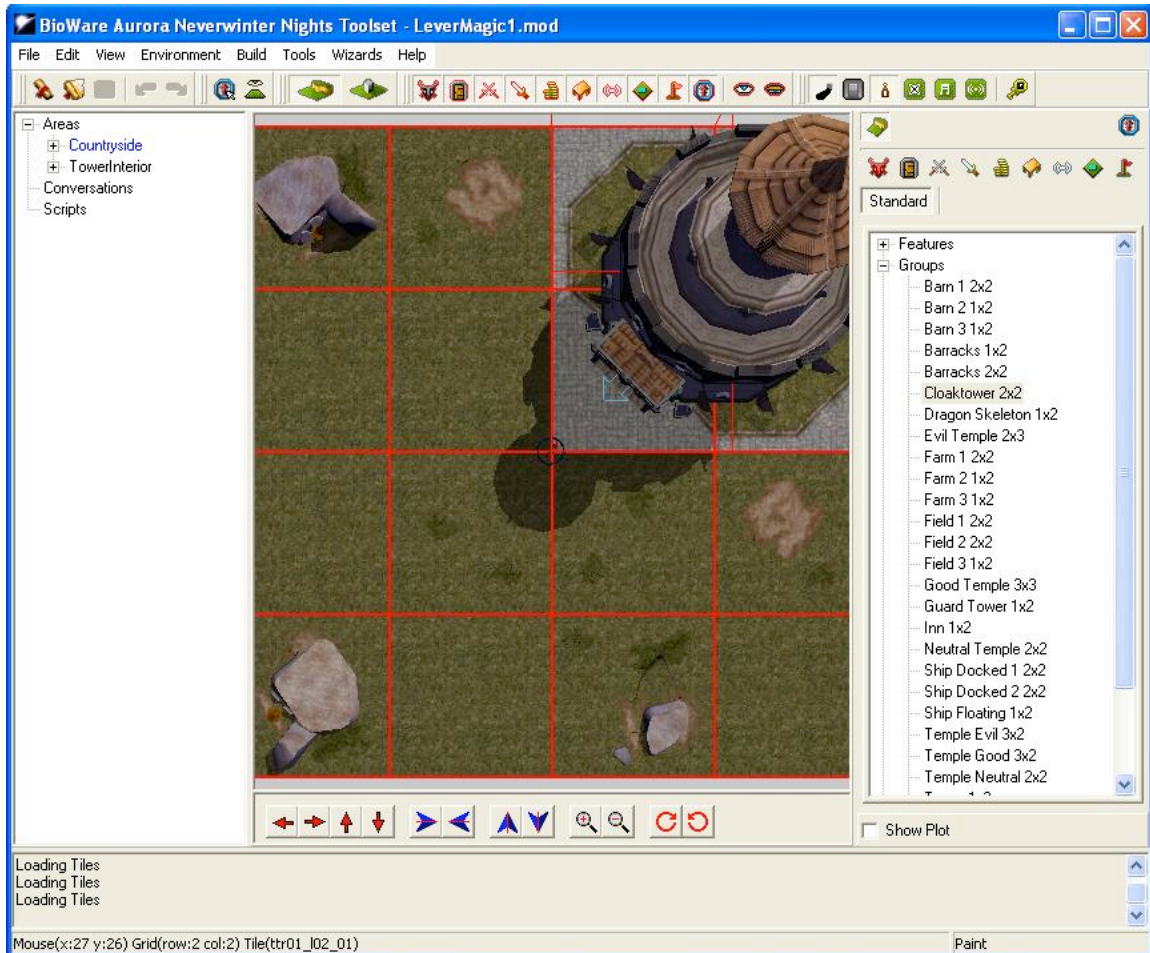 BioWare Aurora Neverwinter Nights Toolset - LeverMagic1.mod
File Edit View Environment Build Tools Wizards Help
Areas
Countryside
TowerInterior
Conversations
Scripts
Standard
Features
Groups
Barn 1 2x2
Barn 2 1x2
Barn 3 1x2
Barracks 1x2
Barracks 2x2
Cloaktower 2x2
Dragon Skeleton 1x2
Evil Temple 2x3
Farm 1 2x2
Farm 2 1x2
Farm 3 1x2
Field 1 2x2
Field 2 2x2
Field 3 1x2
Good Temple 3x3
Guard Tower 1x2
Inn 1x2
Neutral Temple 2x2
Ship Docked 1 2x2
Ship Docked 2 2x2
Ship Floating 1x2
Temple Evil 3x2
Temple Good 3x2
Temple Neutral 2x2
Show Plot
Loading Tiles
Loading Tiles
Loading Tiles
Mouse(x:27 y:26) Grid(row:2 col:2) Tile(ttr01_l02_01)
Paint